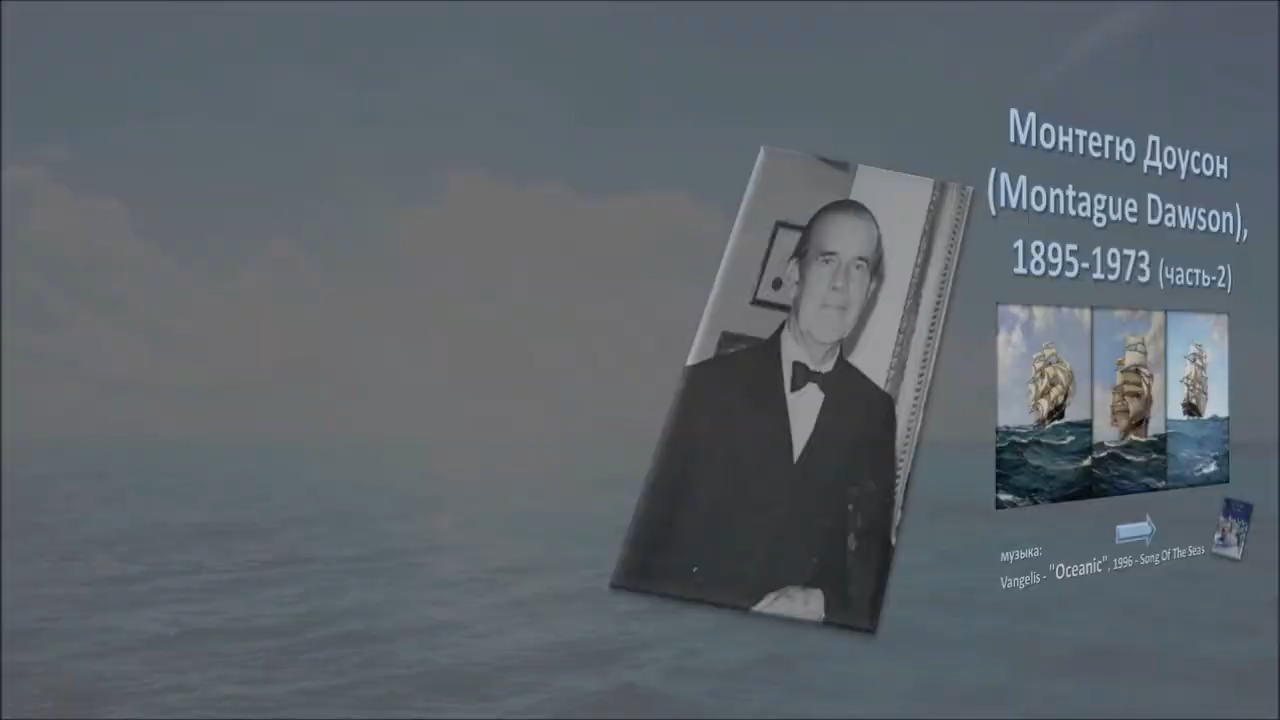 Монтегю Доусон
(Montague Dawson),
1895-1973 (часть-2)
музыка:
Vangelis - "Oceanic", 1996 - Song Of The Seas